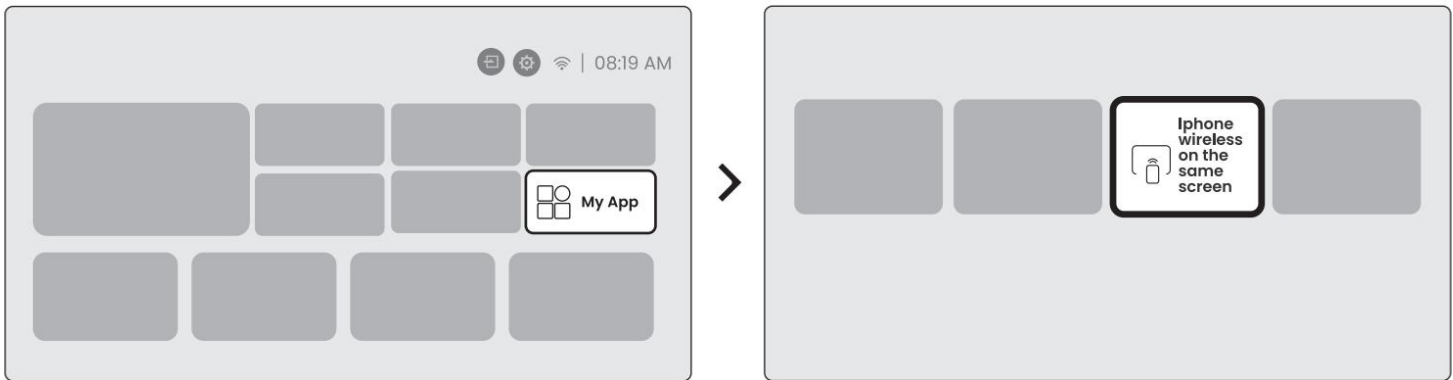 08:19 AM
My App
Iphone
wireless
on the
same
screen